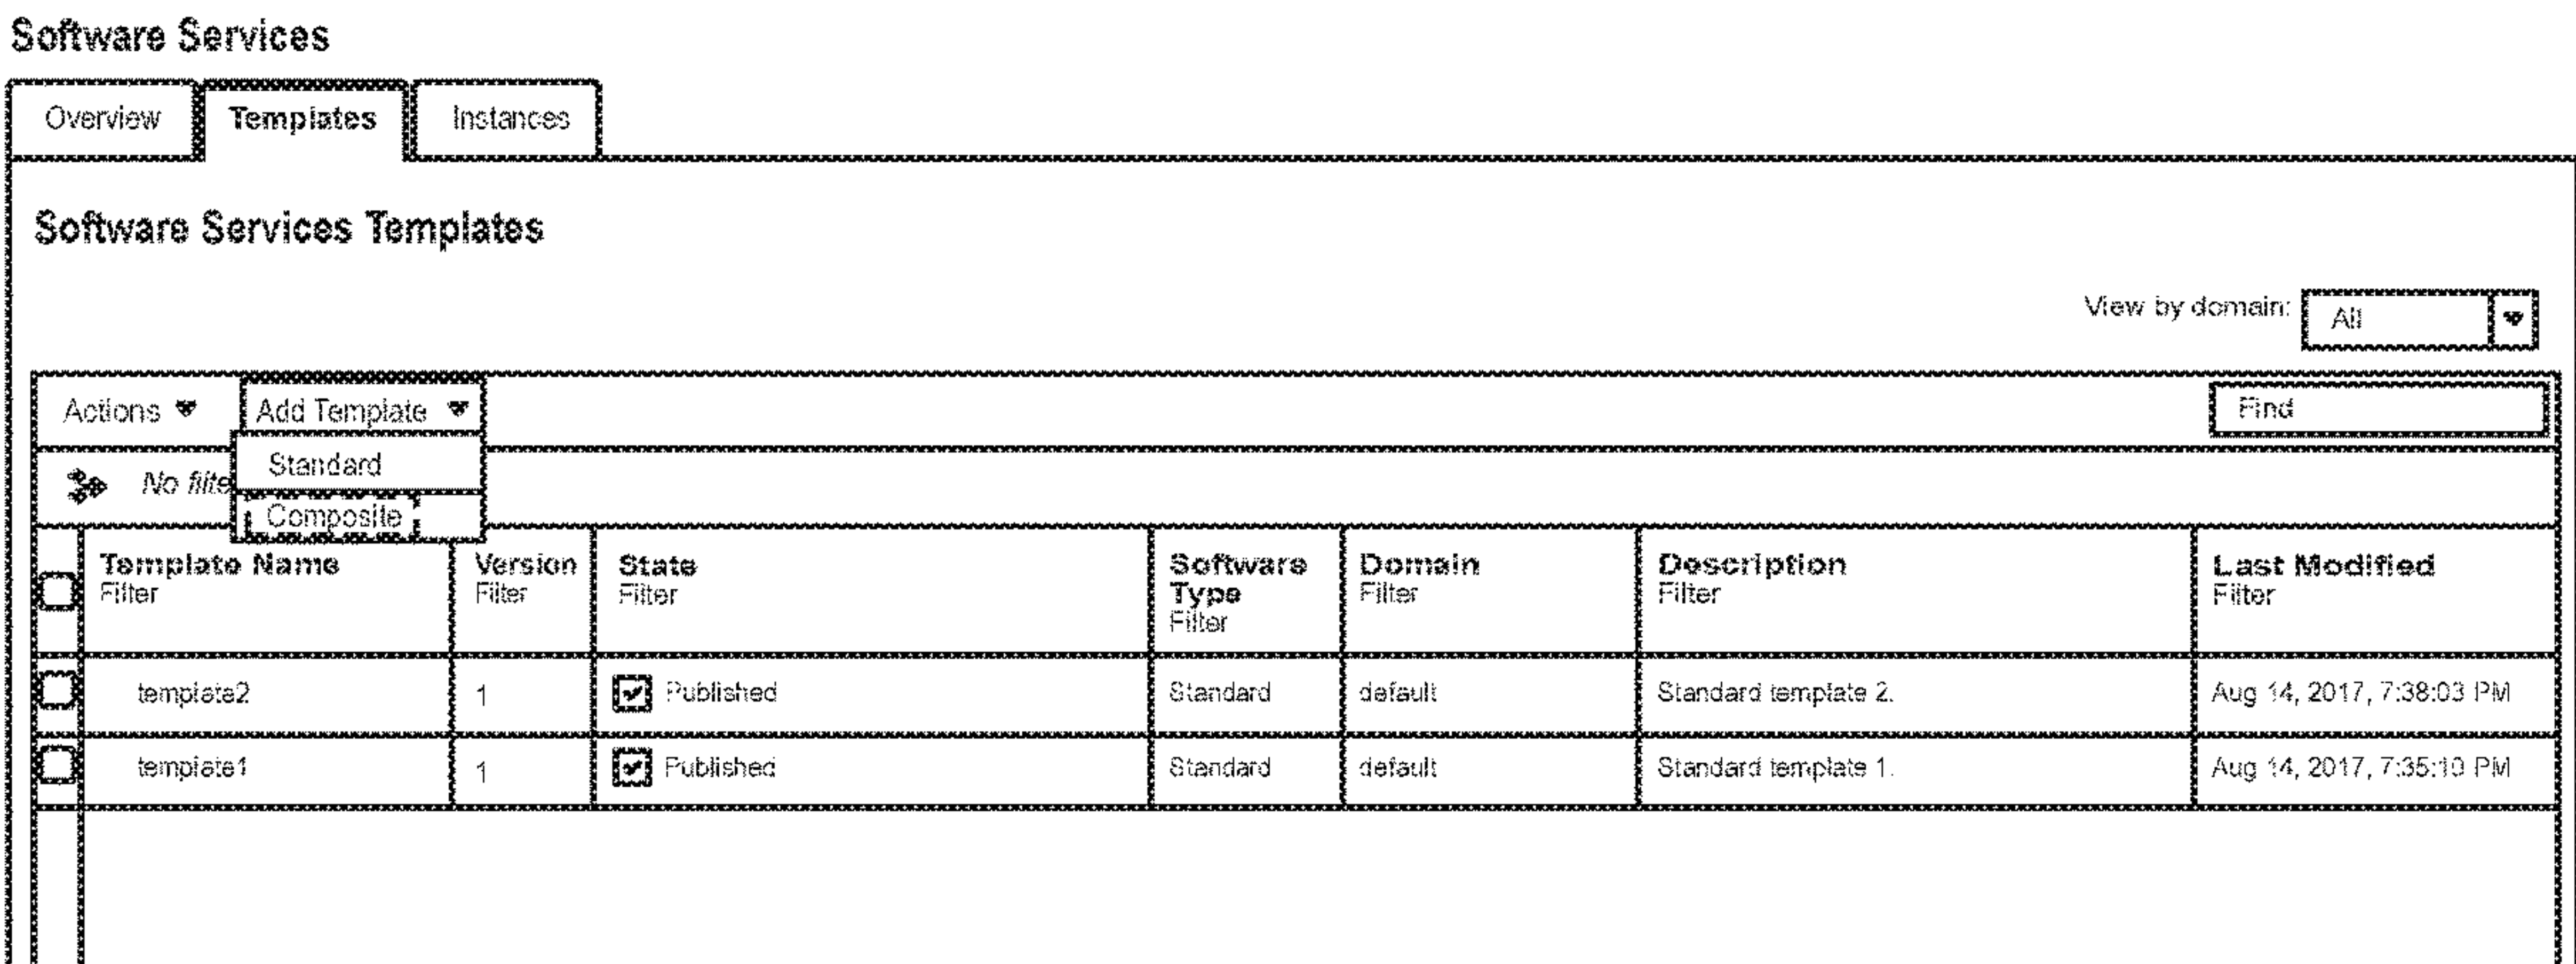 Software Services
Overview Templates Instances
Software Services Templates
View by domain: All
Actions Add Template Find
Standard
No filte
Composite
Template Name Version State Software Type Domain Description Last Modified
Filter Filter Filter Filter Filter Filter Filter
template2 1 Published Standard default Standard template 2. Aug 14, 2017, 7:38:03 PM
template1 1 Published Standard default Standard template 1. Aug 14, 2017, 7:35:19 PM